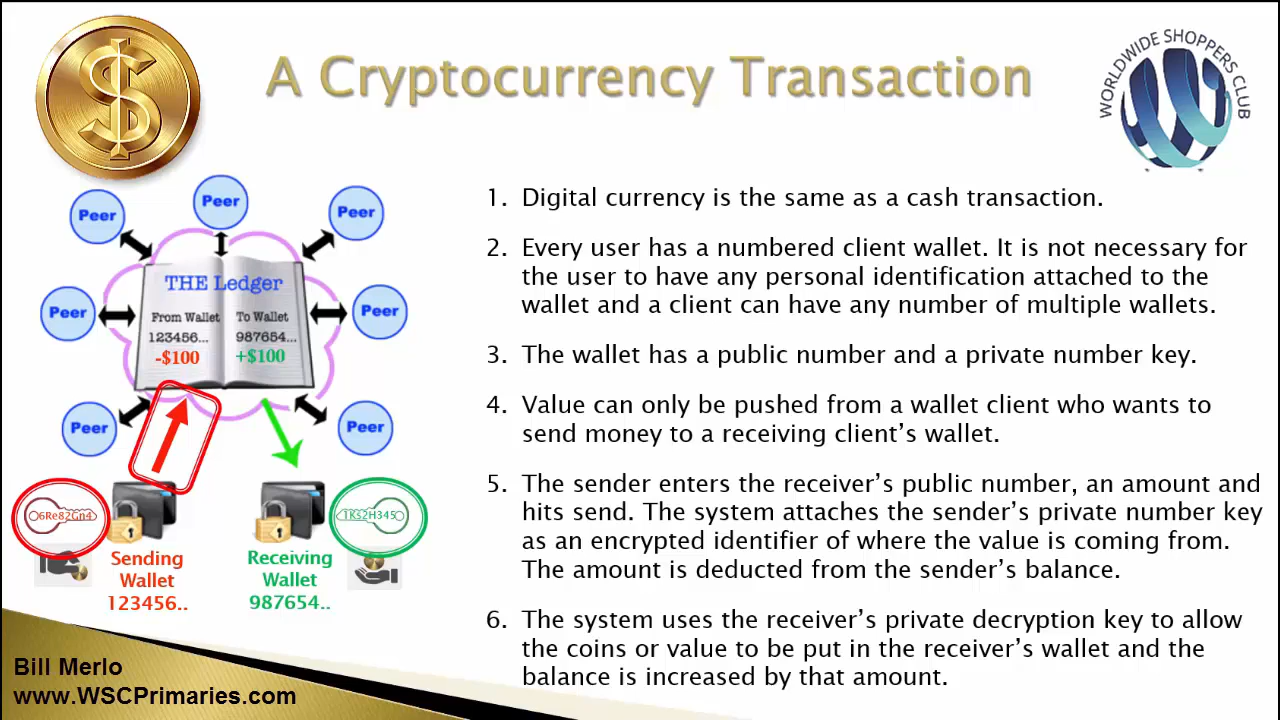 A Cryptocurrency Transaction
WORLDWIDE SHOPPERS CLUB
Peer
Peer
Peer
THE Ledger
From Wallet To Wallet
123456... 987654...
-$100 +$100
Peer
Peer
Peer
Peer
6Re82Gn4
1Ks2H345
Sending
Wallet
123456..
Receiving
Wallet
987654..
1. Digital currency is the same as a cash transaction.
2. Every user has a numbered client wallet. It is not necessary for
the user to have any personal identification attached to the
wallet and a client can have any number of multiple wallets.
3. The wallet has a public number and a private number key.
4. Value can only be pushed from a wallet client who wants to
send money to a receiving client’s wallet.
5. The sender enters the receiver’s public number, an amount and
hits send. The system attaches the sender’s private number key
as an encrypted identifier of where the value is coming from.
The amount is deducted from the sender’s balance.
6. The system uses the receiver’s private decryption key to allow
the coins or value to be put in the receiver’s wallet and the
balance is increased by that amount.
Bill Merlo
www.WSCPrimaries.com